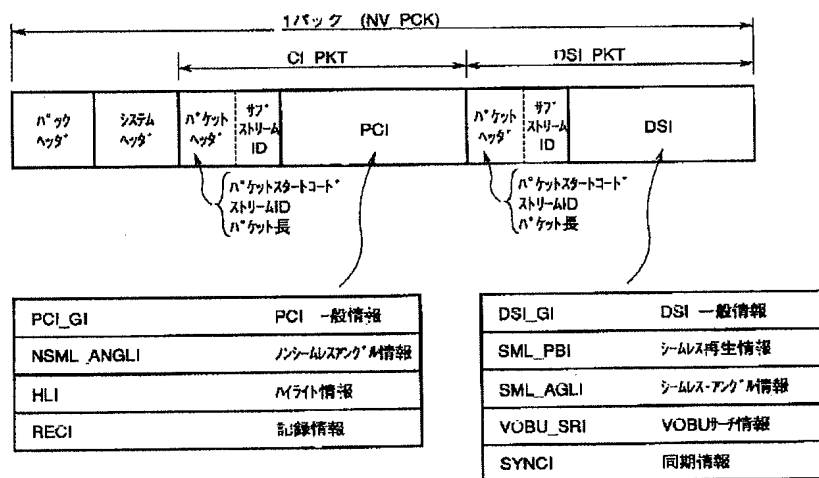 1パック (NV_PCK)
CI_PKT
DSI_PKT
パック
ヘッダ
システム
ヘッダ
パケット
ヘッダ
サブ
ストリーム
ID
PCI
パケット
ヘッダ
サブ
ストリーム
ID
DSI
パケットスタートコード
ストリームID
パケット長
パケットスタートコード
ストリームID
パケット長
PCI_GI PCI 一般情報
NSML_ANGLI ノンシームレスアングル情報
HLI ハイライト情報
RECI 記録情報
DSI_GI DSI 一般情報
SML_PBI シームレス再生情報
SML_AGLI シームレス-アングル情報
VOBU_SRI VOBUサーチ情報
SYNCI 同期情報